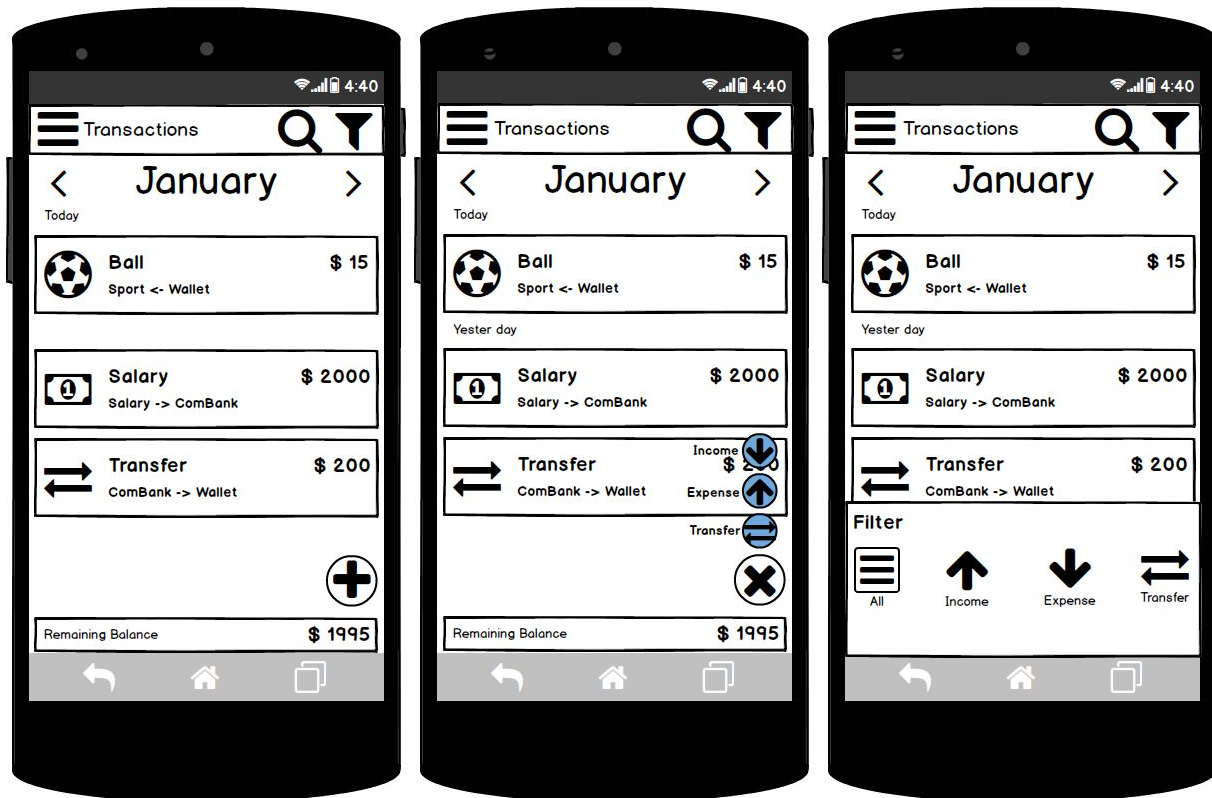 4:40
Transactions
January
Today
Ball $ 15
Sport <- Wallet
Salary $ 2000
Salary -> ComBank
Transfer $ 200
ComBank -> Wallet
Remaining Balance $ 1995
4:40
Transactions
January
Today
Ball $ 15
Sport <- Wallet
Yester day
Salary $ 2000
Salary -> ComBank
Income
Transfer $ 200
ComBank -> Wallet
Expense
Transfer
Remaining Balance $ 1995
4:40
Transactions
January
Today
Ball $ 15
Sport <- Wallet
Yester day
Salary $ 2000
Salary -> ComBank
Transfer $ 200
ComBank -> Wallet
Filter
All Income Expense Transfer